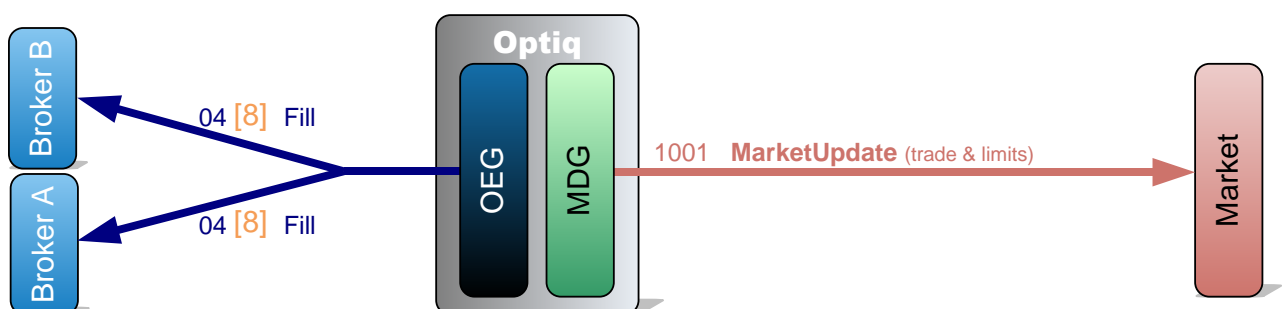 Optiq
Broker B
04 [8] Fill
OEG
MDG
1001 MarketUpdate (trade & limits)
Market
Broker A
04 [8] Fill